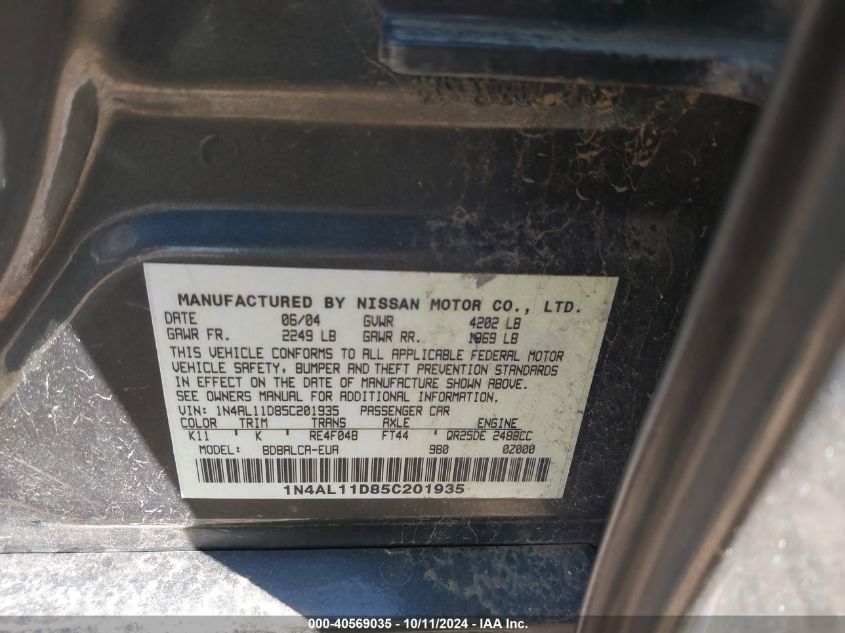 MANUFACTURED BY NISSAN MOTOR CO., LTD.
DATE 06/04 GVWR 4202 LB
GAWR FR. 2249 LB GAWR RR. 1969 LB
THIS VEHICLE CONFORMS TO ALL APPLICABLE FEDERAL MOTOR
VEHICLE SAFETY, BUMPER AND THEFT PREVENTION STANDARDS
IN EFFECT ON THE DATE OF MANUFACTURE SHOWN ABOVE.
SEE OWNERS MANUAL FOR ADDITIONAL INFORMATION.
VIN: 1N4AL11D85C201935 PASSENGER CAR
COLOR TRIM TRANS AXLE ENGINE
K11 K RE4F04B FT44 QR25DE 2488CC
MODEL: BDBALCA-EUA 980 0Z000
1N4AL11D85C201935
000-40569035 - 10/11/2024 - IAA, Inc.